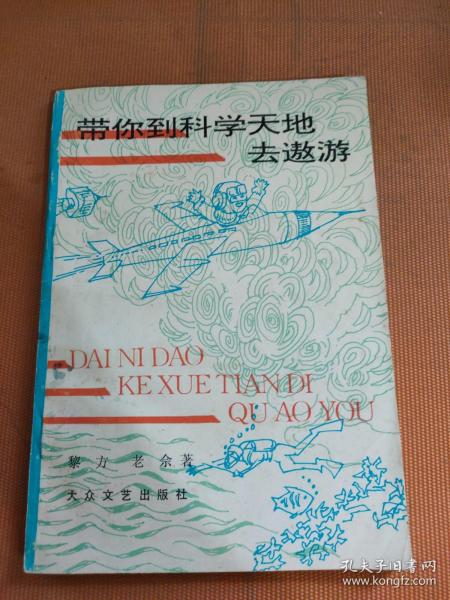 带你到科学天地
去遨游
DAI NI DAO
KE XUE TIAN DI
QU AO YOU
黎方 老佘著
大众文艺出版社
孔夫子旧书网
www.kongfz.com